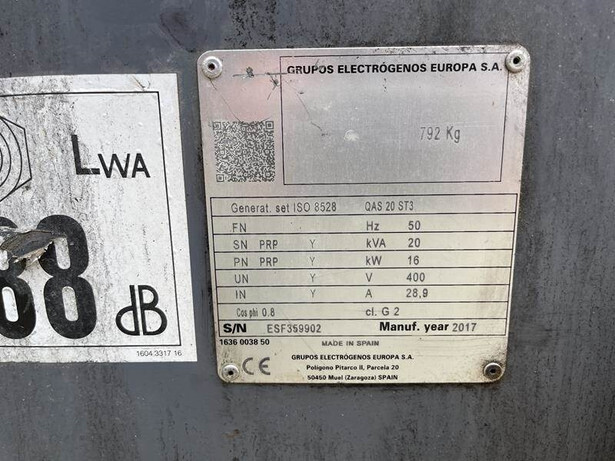 LWA
88
dB
1604 3317 16
GRUPOS ELECTRÓGENOS EUROPA S.A.
792 Kg
Generat. set ISO 8528 QAS 20 ST3
FN Hz 50
SN PRP Y kVA 20
PN PRP Y kW 16
UN Y V 400
IN Y A 28,9
Cos phi 0.8 cl. G 2
S/N ESF359902 Manuf. year 2017
1636 0038 50 MADE IN SPAIN
CE GRUPOS ELECTRÓGENOS EUROPA S.A.
Polígono Pitarco II, Parcela 20
50450 Muel (Zaragoza) SPAIN